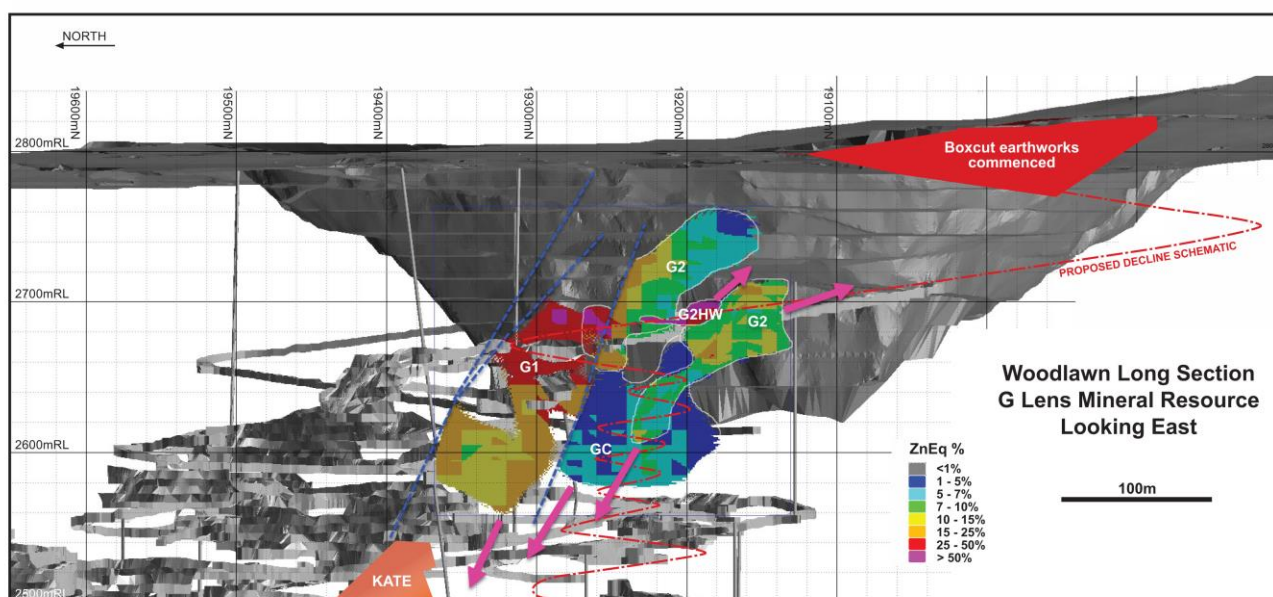 NORTH
19600mN
19500mN
19400mN
19300mN
19200mN
19100mN
2800mRL
Boxcut earthworks
commenced
PROPOSED DECLINE SCHEMATIC
2700mRL
G2
G2HW
G2
G1
GC
2600mRL
KATE
Woodlawn Long Section
G Lens Mineral Resource
Looking East
ZnEq %
<1%
1 - 5%
5 - 7%
7 - 10%
10 - 15%
15 - 25%
25 - 50%
> 50%
100m